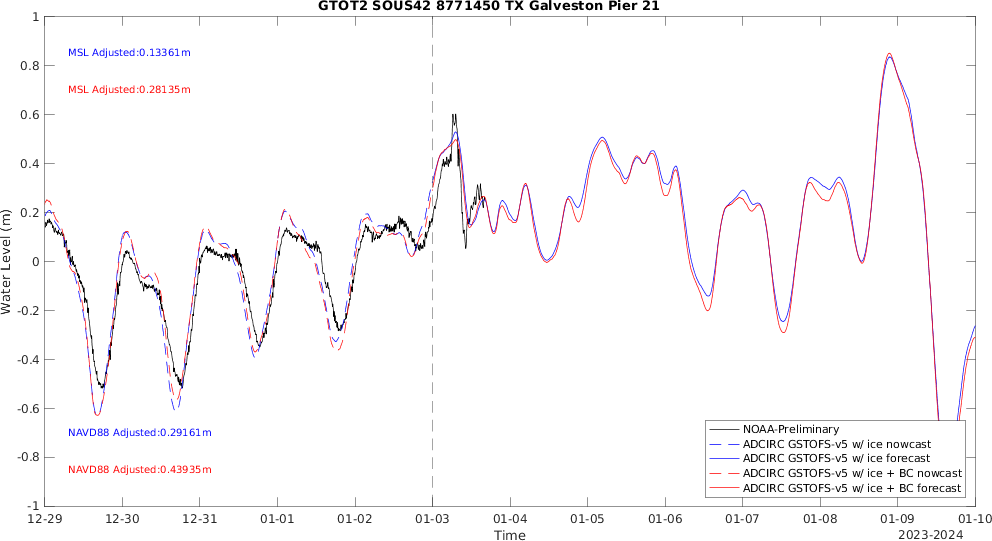 GTOT2 SOUS42 8771450 TX Galveston Pier 21
Water Level (m)
1
0.8
0.6
0.4
0.2
0
-0.2
-0.4
-0.6
-0.8
-1
MSL Adjusted:0.13361m
MSL Adjusted:0.28135m
NAVD88 Adjusted:0.29161m
NAVD88 Adjusted:0.43935m
NOAA-Preliminary
ADCIRC GSTOFS-v5 w/ ice nowcast
ADCIRC GSTOFS-v5 w/ ice forecast
ADCIRC GSTOFS-v5 w/ ice + BC nowcast
ADCIRC GSTOFS-v5 w/ ice + BC forecast
12-29 12-30 12-31 01-01 01-02 01-03 01-04 01-05 01-06 01-07 01-08 01-09 01-10
Time
2023-2024